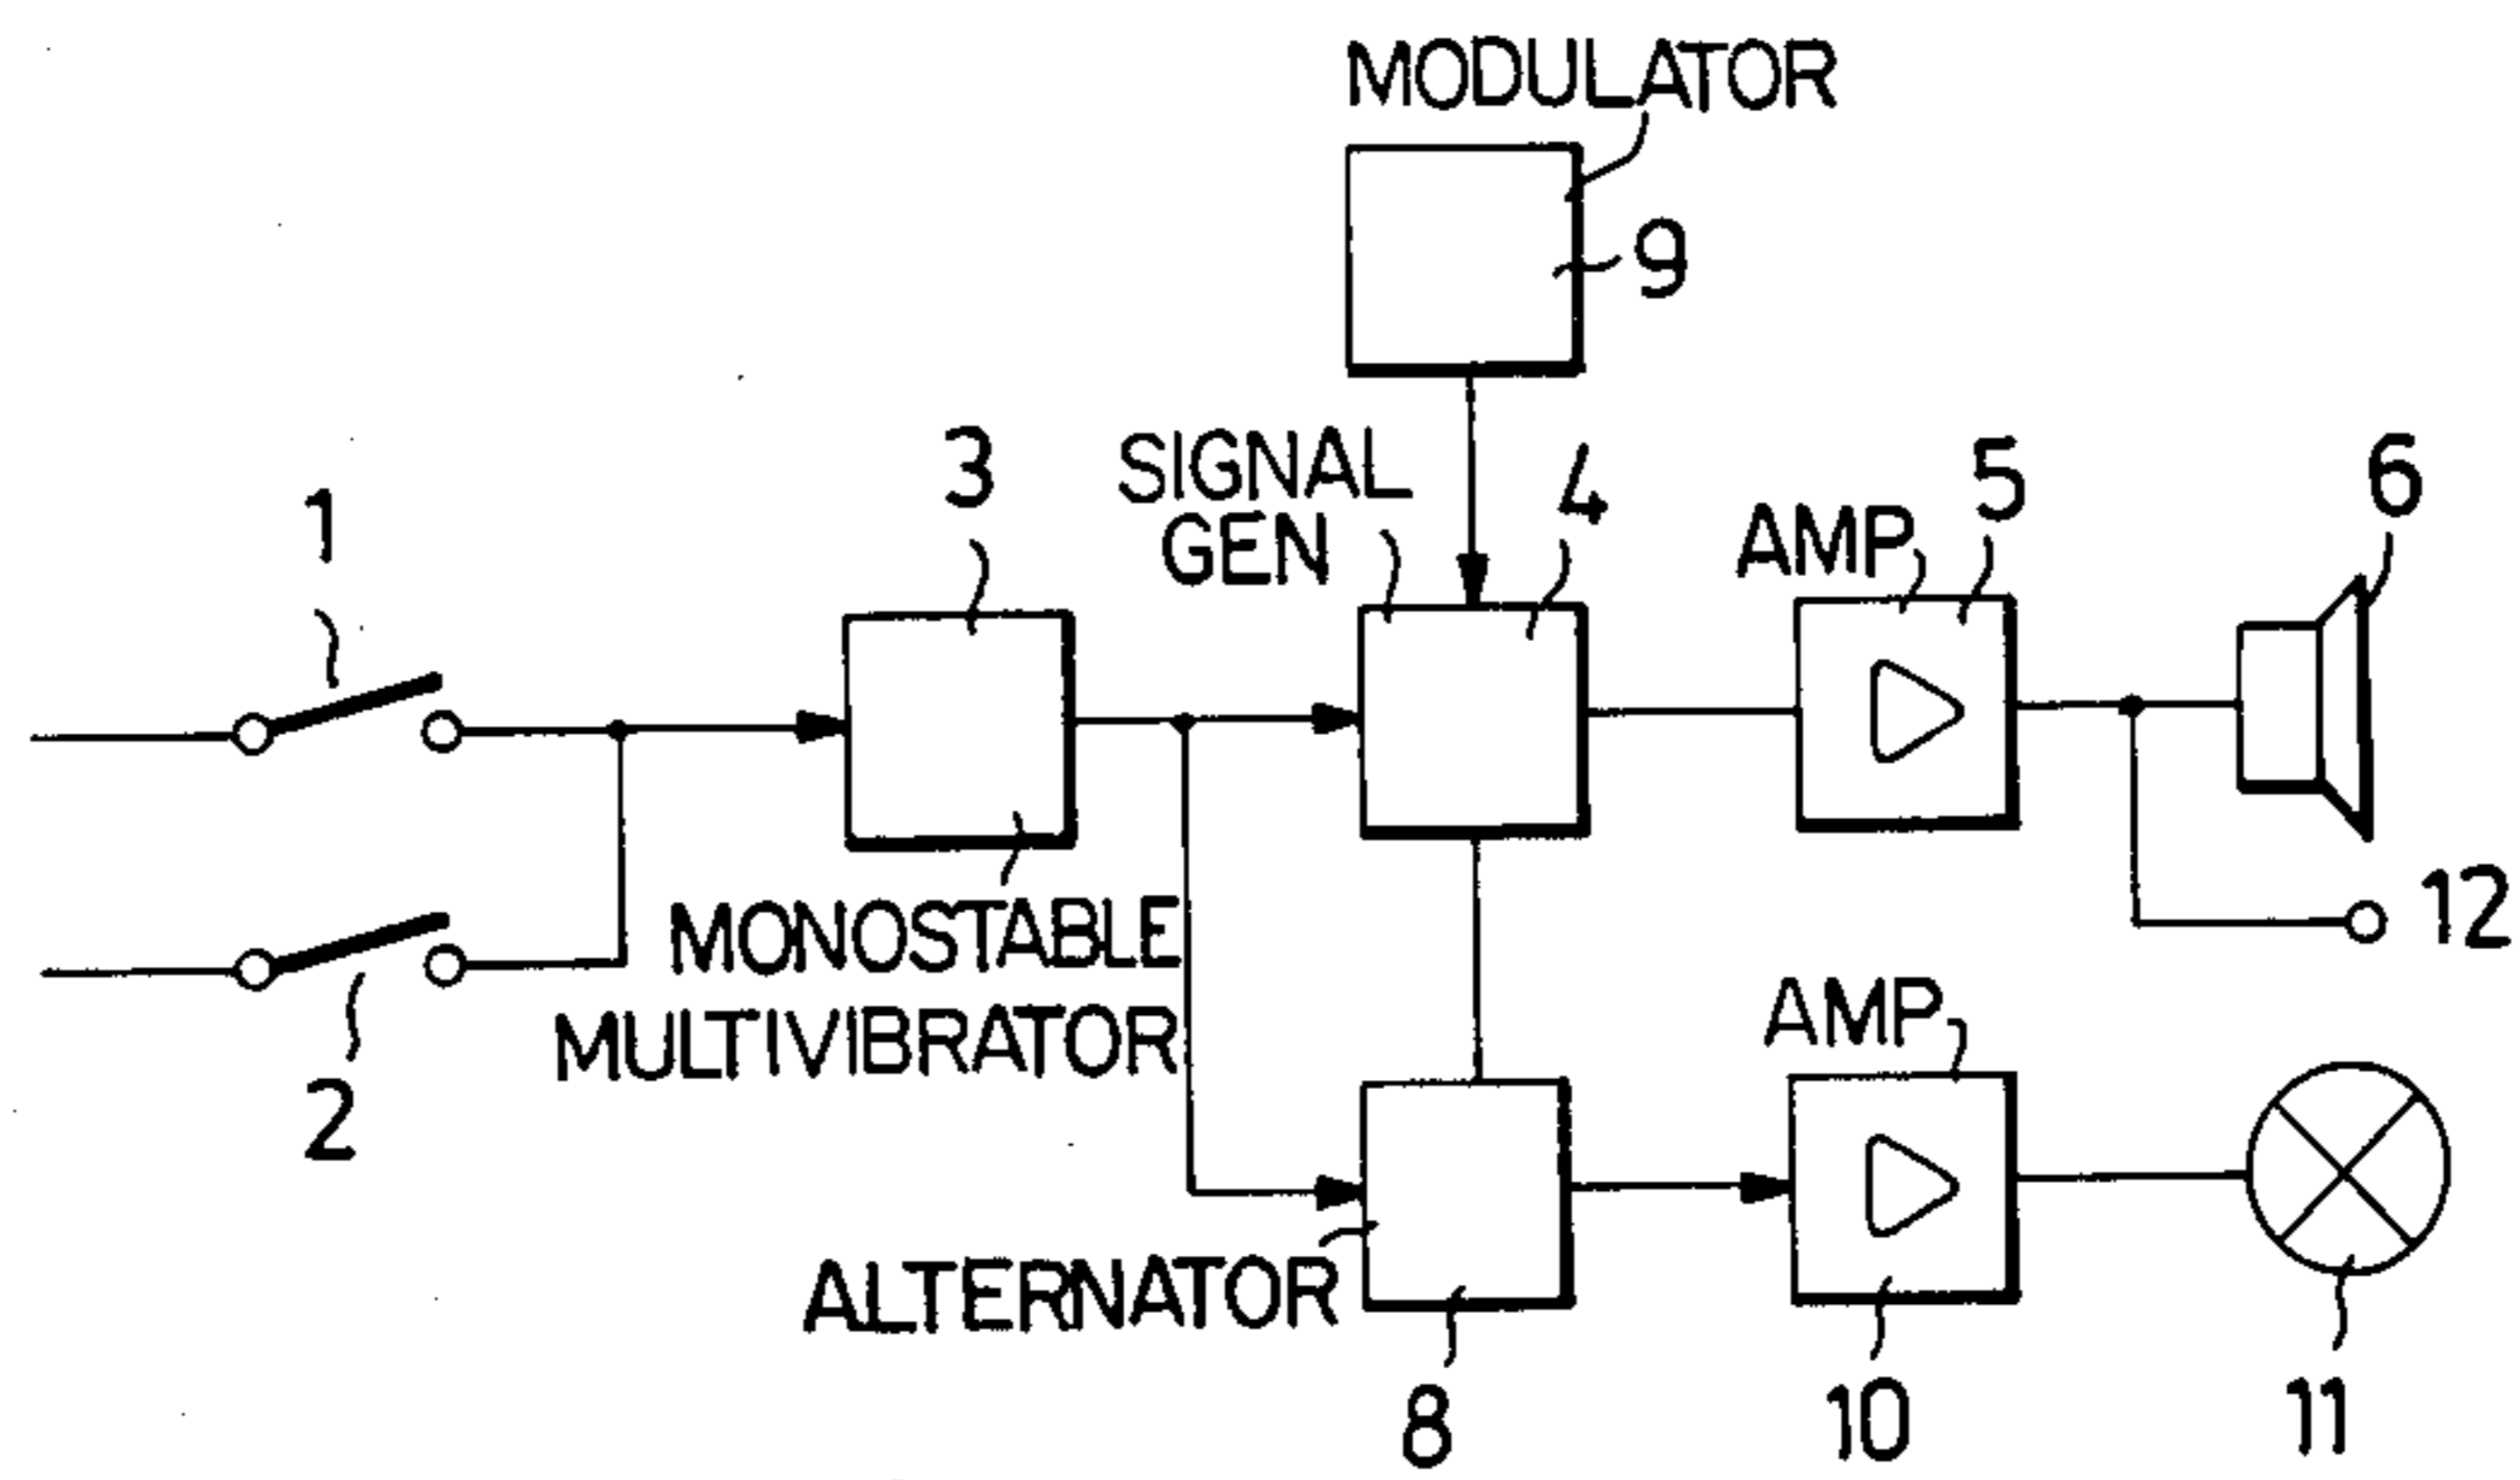 MODULATOR
9
SIGNAL
GEN
3
4
5
6
1
AMP
12
MONOSTABLE
MULTIVIBRATOR
2
AMP
ALTERNATOR
8
10
11